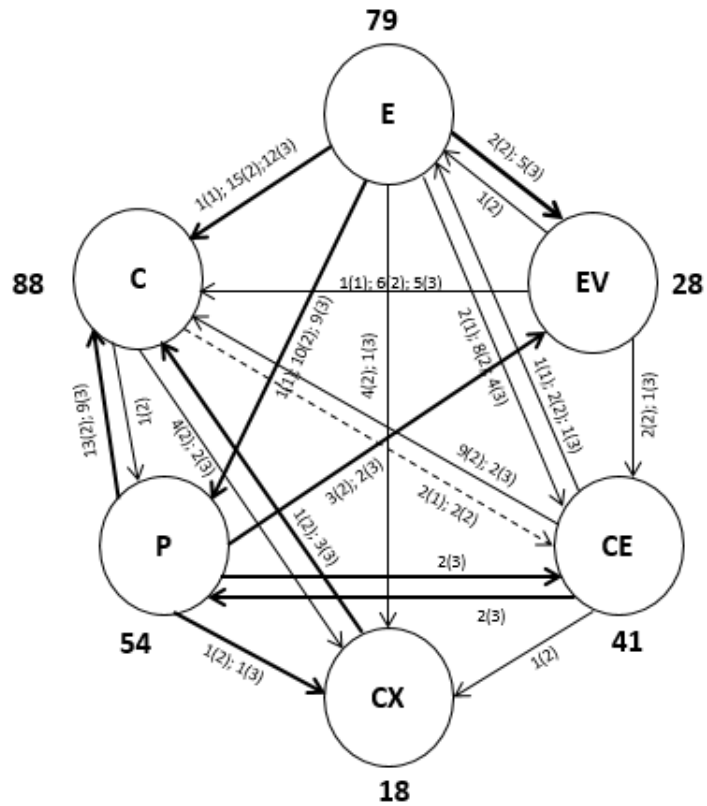 79
E
1(1); 15(2);12(3)
2(2); 5(3)
1(2)
88
C
EV
28
1(1); 6(2); 5(3)
1(1); 10(2); 9(3)
4(2); 1(3)
2(1); 8(2); 4(3)
1(1); 2(2); 1(3)
2(2); 1(3)
13(2); 9(3)
1(2)
4(2); 2(3)
3(2); 2(3)
9(2); 2(3)
2(1); 2(2)
1(2); 3(3)
P
CE
2(3)
2(3)
54
41
1(2); 1(3)
1(2)
CX
18